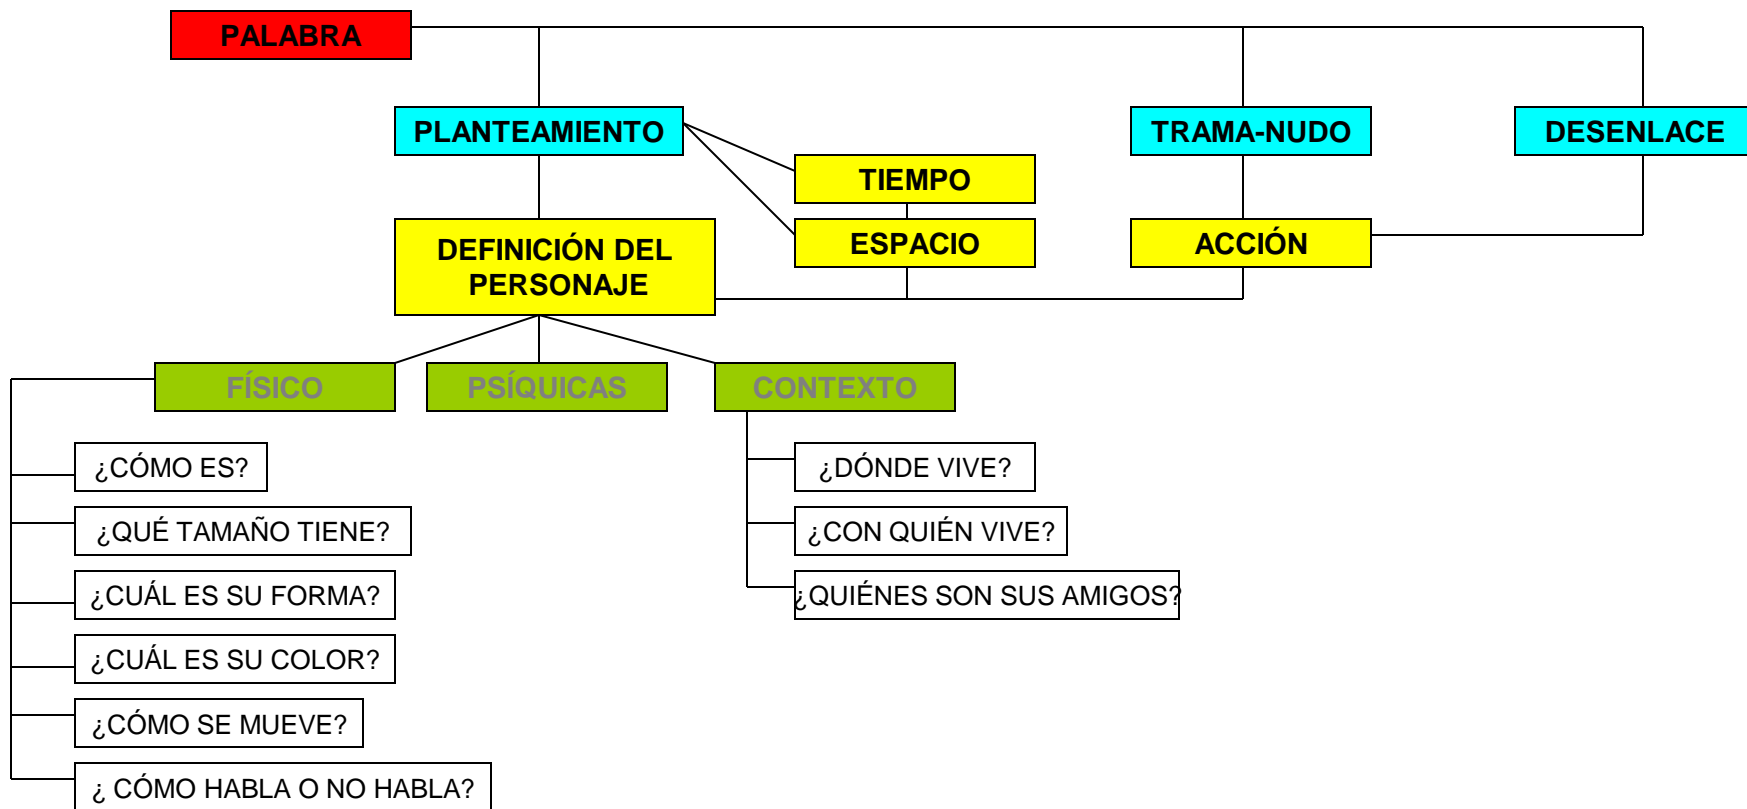 PALABRA
PLANTEAMIENTO
TRAMA-NUDO
DESENLACE
TIEMPO
DEFINICIÓN DEL
PERSONAJE
ESPACIO
ACCIÓN
FÍSICO
PSÍQUICAS
CONTEXTO
¿CÓMO ES?
¿QUÉ TAMAÑO TIENE?
¿CUÁL ES SU FORMA?
¿CUÁL ES SU COLOR?
¿CÓMO SE MUEVE?
¿ CÓMO HABLA O NO HABLA?
¿DÓNDE VIVE?
¿CON QUIÉN VIVE?
¿QUIÉNES SON SUS AMIGOS?